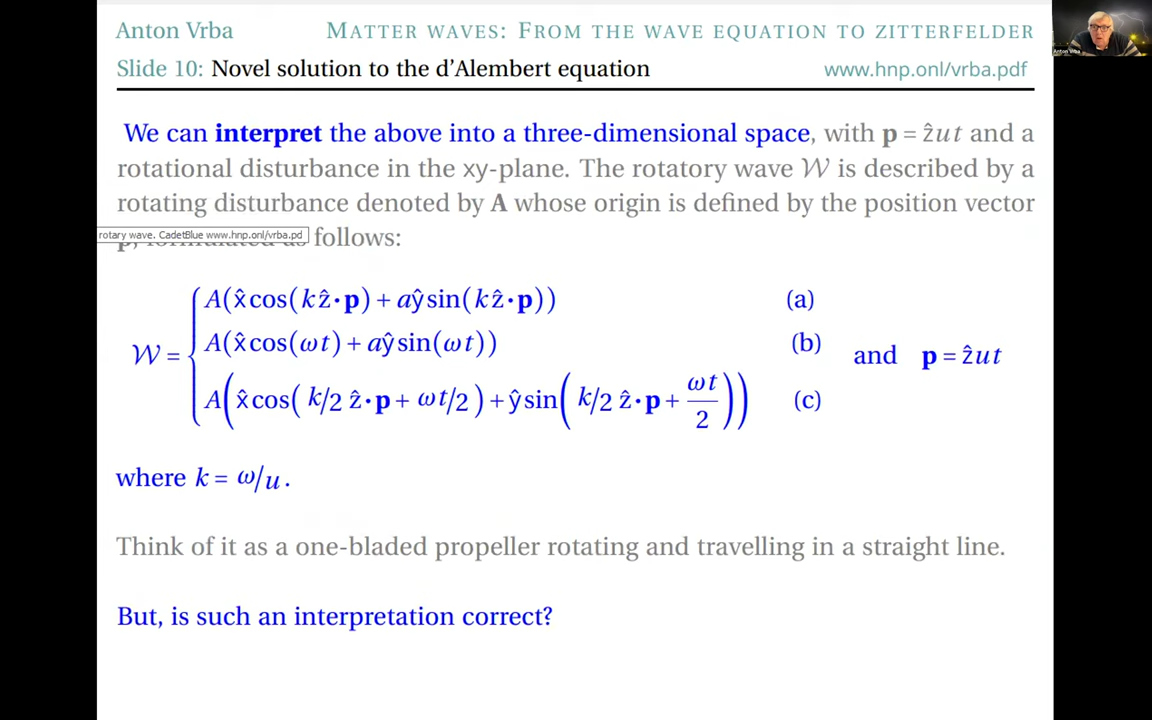 Anton Vrba MATTER WAVES: FROM THE WAVE EQUATION TO ZITTERFELDER
Slide 10: Novel solution to the d'Alembert equation www.hnp.onl/vrba.pdf
Anton Vrba
We can interpret the above into a three-dimensional space, with p = ẑut and a
rotational disturbance in the xy-plane. The rotatory wave 𝒲 is described by a
rotating disturbance denoted by A whose origin is defined by the position vector
rotary wave. CadetBlue www.hnp.onl/vrba.pd
follows:
A(x̂cos(kẑ·p) + aŷsin(kẑ·p)) (a)
𝒲 = { A(x̂cos(ωt) + aŷsin(ωt)) (b) and p = ẑut
A(x̂cos( k/2 ẑ·p + ωt/2 ) + ŷsin( k/2 ẑ·p + ωt/2 )) (c)
where k = ω/u.
Think of it as a one-bladed propeller rotating and travelling in a straight line.
But, is such an interpretation correct?